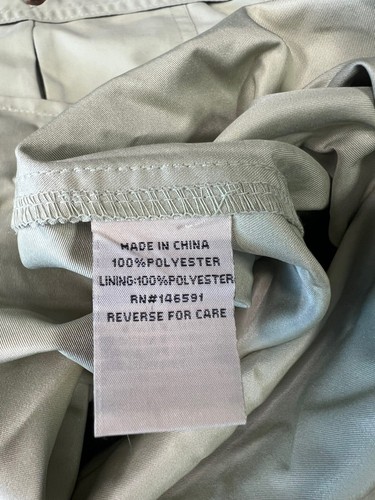 MADE IN CHINA
100%POLYESTER
LINING:100%POLYESTER
RN#146591
REVERSE FOR CARE